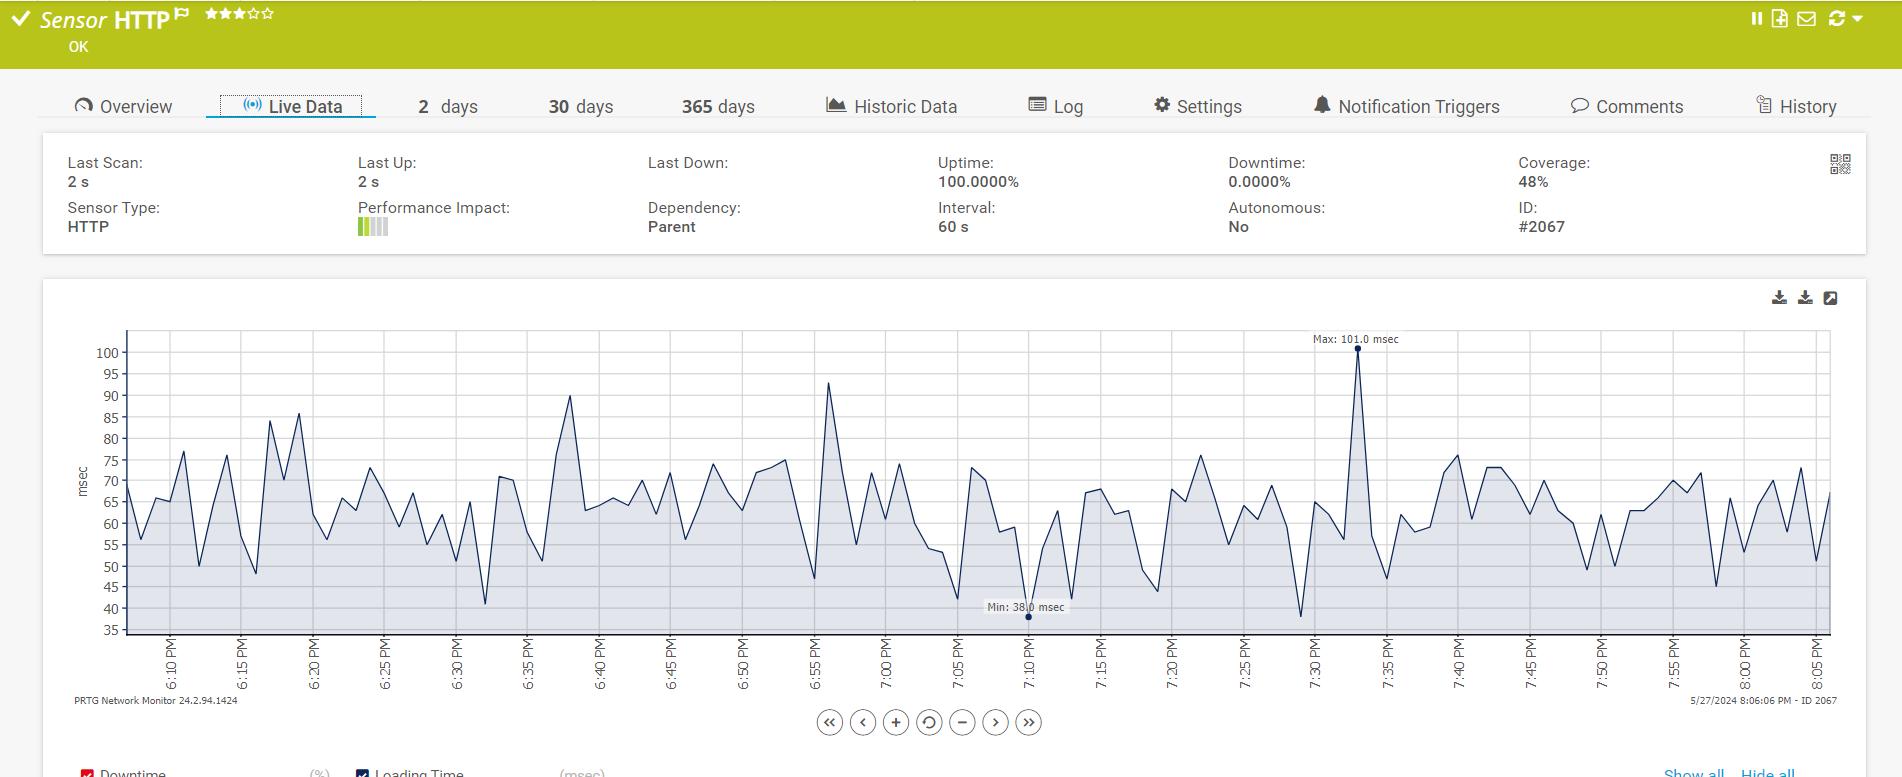 Sensor HTTP
OK
Overview Live Data 2 days 30 days 365 days Historic Data Log Settings Notification Triggers Comments History
Last Scan: Last Up: Last Down: Uptime: Downtime: Coverage:
2 s 2 s 100.0000% 0.0000% 48%
Sensor Type: Performance Impact: Dependency: Interval: Autonomous: ID:
HTTP Parent 60 s No #2067
Max: 101.0 msec
100
95
90
85
80
75
70
65
60
55
50
45
40
35
msec
Min: 38.0 msec
6:10 PM 6:15 PM 6:20 PM 6:25 PM 6:30 PM 6:35 PM 6:40 PM 6:45 PM 6:50 PM 6:55 PM 7:00 PM 7:05 PM 7:10 PM 7:15 PM 7:20 PM 7:25 PM 7:30 PM 7:35 PM 7:40 PM 7:45 PM 7:50 PM 7:55 PM 8:00 PM 8:05 PM
PRTG Network Monitor 24.2.94.1424 5/27/2024 8:06:06 PM - ID 2067
Downtime (%) Loading Time (msec) Show all Hide all